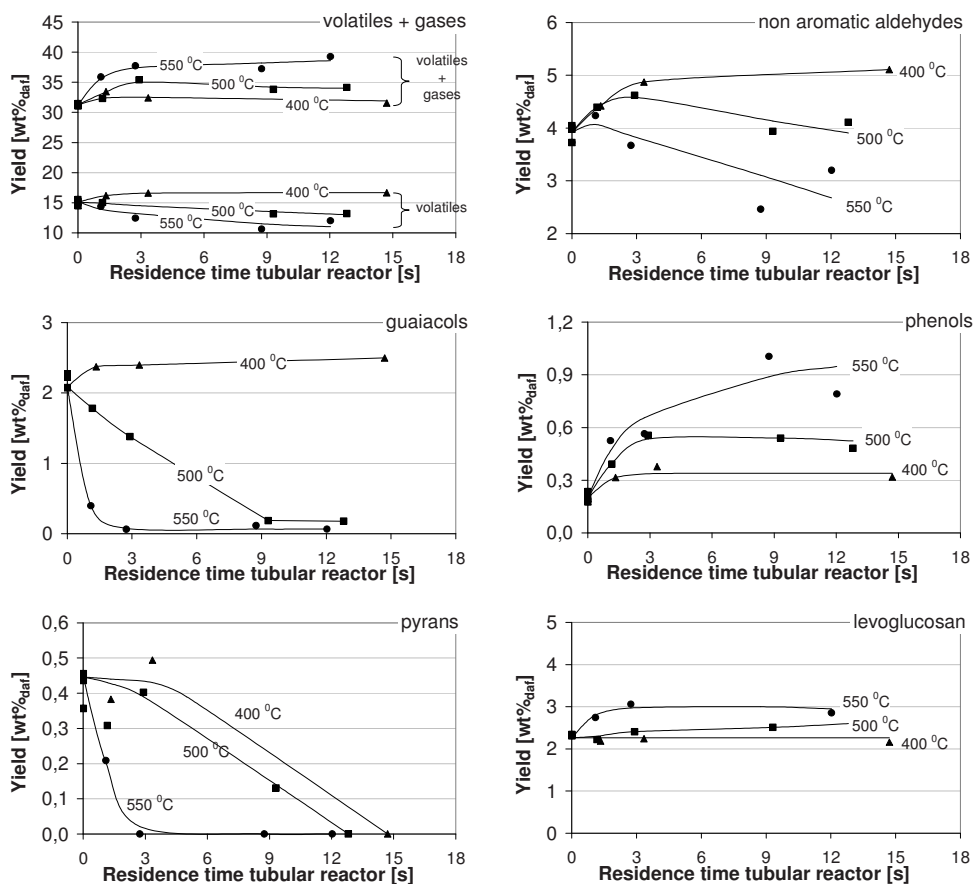 volatiles + gases
45
40
35
30
25
20
15
10
5
0
0 3 6 9 12 15 18
Yield [wt%daf]
Residence time tubular reactor [s]
550 ⁰C
500 ⁰C
400 ⁰C
volatiles
+
gases
400 ⁰C
500 ⁰C
550 ⁰C
volatiles
non aromatic aldehydes
6
5
4
3
2
0 3 6 9 12 15 18
Yield [wt%daf]
Residence time tubular reactor [s]
400 ⁰C
500 ⁰C
550 ⁰C
guaiacols
3
2
1
0
0 3 6 9 12 15 18
Yield [wt%daf]
Residence time tubular reactor [s]
400 ⁰C
500 ⁰C
550 ⁰C
phenols
1,2
0,9
0,6
0,3
0,0
0 3 6 9 12 15 18
Yield [wt%daf]
Residence time tubular reactor [s]
550 ⁰C
500 ⁰C
400 ⁰C
pyrans
0,6
0,5
0,4
0,3
0,2
0,1
0,0
0 3 6 9 12 15 18
Yield [wt%daf]
Residence time tubular reactor [s]
400 ⁰C
500 ⁰C
550 ⁰C
levoglucosan
5
4
3
2
1
0
0 3 6 9 12 15 18
Yield [wt%daf]
Residence time tubular reactor [s]
550 ⁰C
500 ⁰C
400 ⁰C